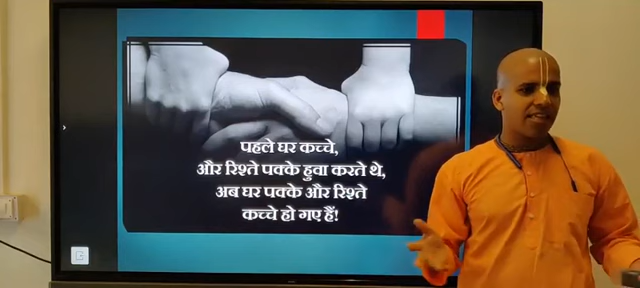 पहले घर कच्चे,
और रिश्ते पक्के हुवा करते थे,
अब घर पक्के और रिश्ते
कच्चे हो गए हैं!